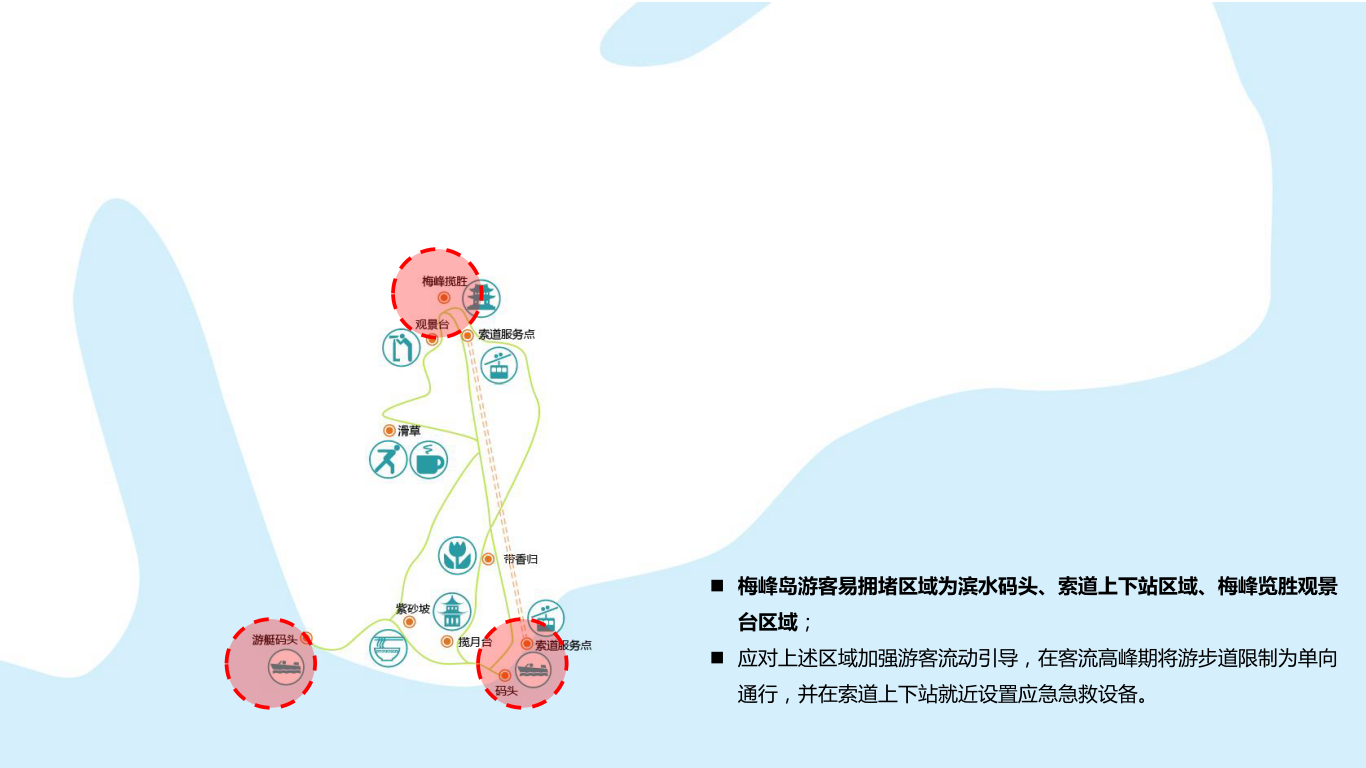 梅峰揽胜
观景台
索道服务点
滑草
带香归
紫砂坡
揽月台
游艇码头
索道服务点
码头
■ 梅峰岛游客易拥堵区域为滨水码头、索道上下站区域、梅峰览胜观景
台区域；
■ 应对上述区域加强游客流动引导，在客流高峰期将游步道限制为单向
通行，并在索道上下站就近设置应急急救设备。